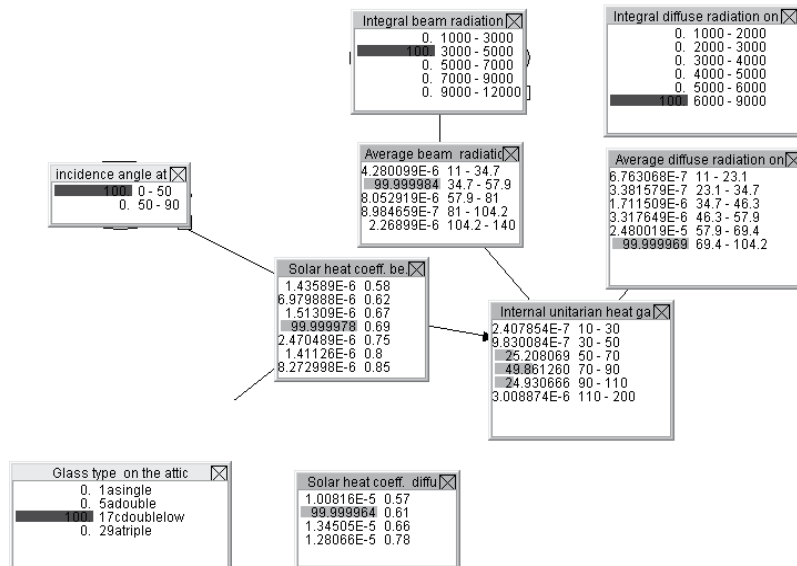 Integral beam radiation
0. 1000 - 3000
100. 3000 - 5000
0. 5000 - 7000
0. 7000 - 9000
0. 9000 - 12000
Integral diffuse radiation on
0. 1000 - 2000
0. 2000 - 3000
0. 3000 - 4000
0. 4000 - 5000
0. 5000 - 6000
100. 6000 - 9000
Average beam radiatic
4.280099E-6 11 - 34.7
99.999984 34.7 - 57.9
8.052919E-6 57.9 - 81
8.984659E-7 81 - 104.2
2.26899E-6 104.2 - 140
Average diffuse radiation on
6.763068E-7 11 - 23.1
3.381579E-7 23.1 - 34.7
1.711509E-6 34.7 - 46.3
3.317649E-6 46.3 - 57.9
2.480019E-5 57.9 - 69.4
99.999969 69.4 - 104.2
incidence angle at
100. 0 - 50
0. 50 - 90
Solar heat coeff. be.
1.43589E-6 0.58
6.979888E-6 0.62
1.51309E-6 0.67
99.999978 0.69
2.470489E-6 0.75
1.41126E-6 0.8
8.272998E-6 0.85
Internal unitarian heat ga
2.407854E-7 10 - 30
9.830084E-7 30 - 50
25.208069 50 - 70
49.861260 70 - 90
24.930666 90 - 110
3.008874E-6 110 - 200
Glass type on the attic
0. 1asingle
0. 5adouble
100. 17cdoublelow
0. 29atriple
Solar heat coeff. diffu
1.00816E-5 0.57
99.999964 0.61
1.34505E-5 0.66
1.28066E-5 0.78